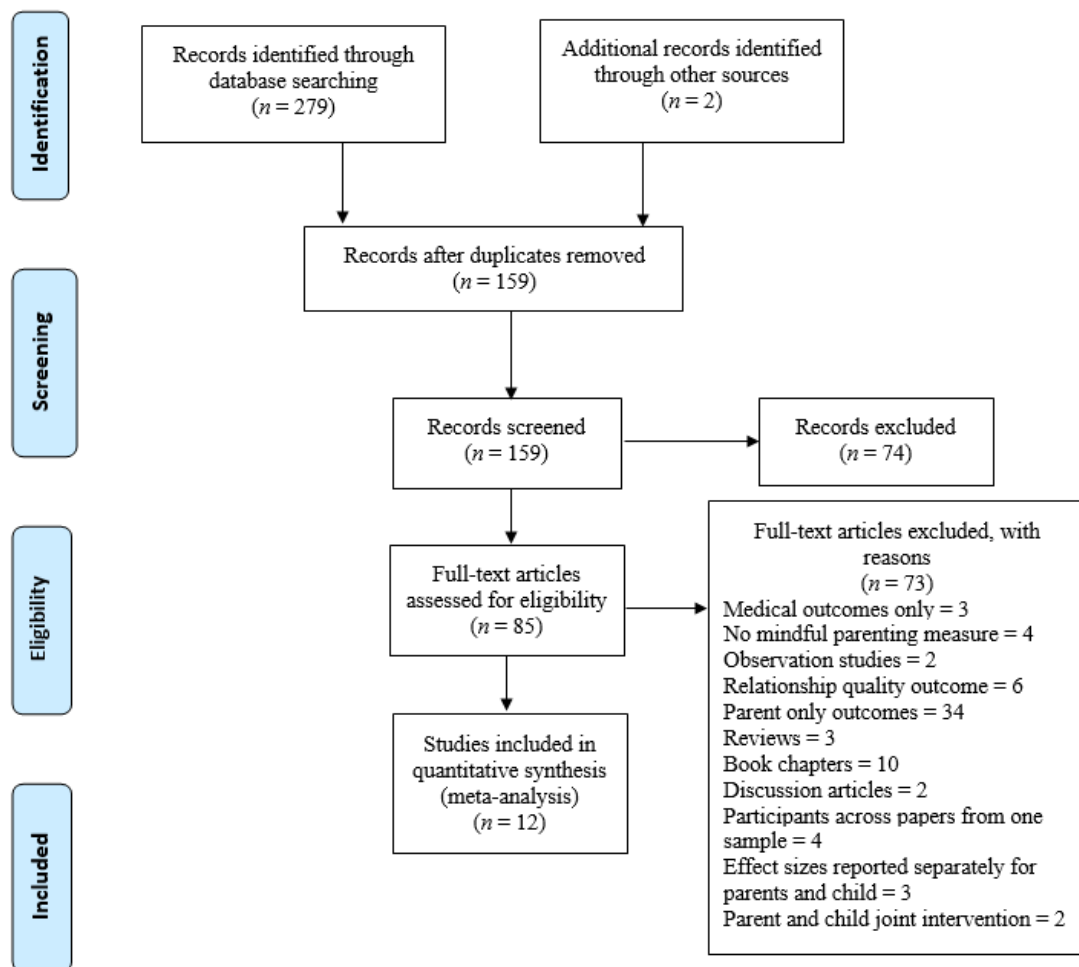 Identification
Records identified through
database searching
(n = 279)
Additional records identified
through other sources
(n = 2)
Records after duplicates removed
(n = 159)
Screening
Records screened
(n = 159)
Records excluded
(n = 74)
Eligibility
Full-text articles
assessed for eligibility
(n = 85)
Full-text articles excluded, with
reasons
(n = 73)
Medical outcomes only = 3
No mindful parenting measure = 4
Observation studies = 2
Relationship quality outcome = 6
Parent only outcomes = 34
Reviews = 3
Book chapters = 10
Discussion articles = 2
Participants across papers from one
sample = 4
Effect sizes reported separately for
parents and child = 3
Parent and child joint intervention = 2
Included
Studies included in
quantitative synthesis
(meta-analysis)
(n = 12)